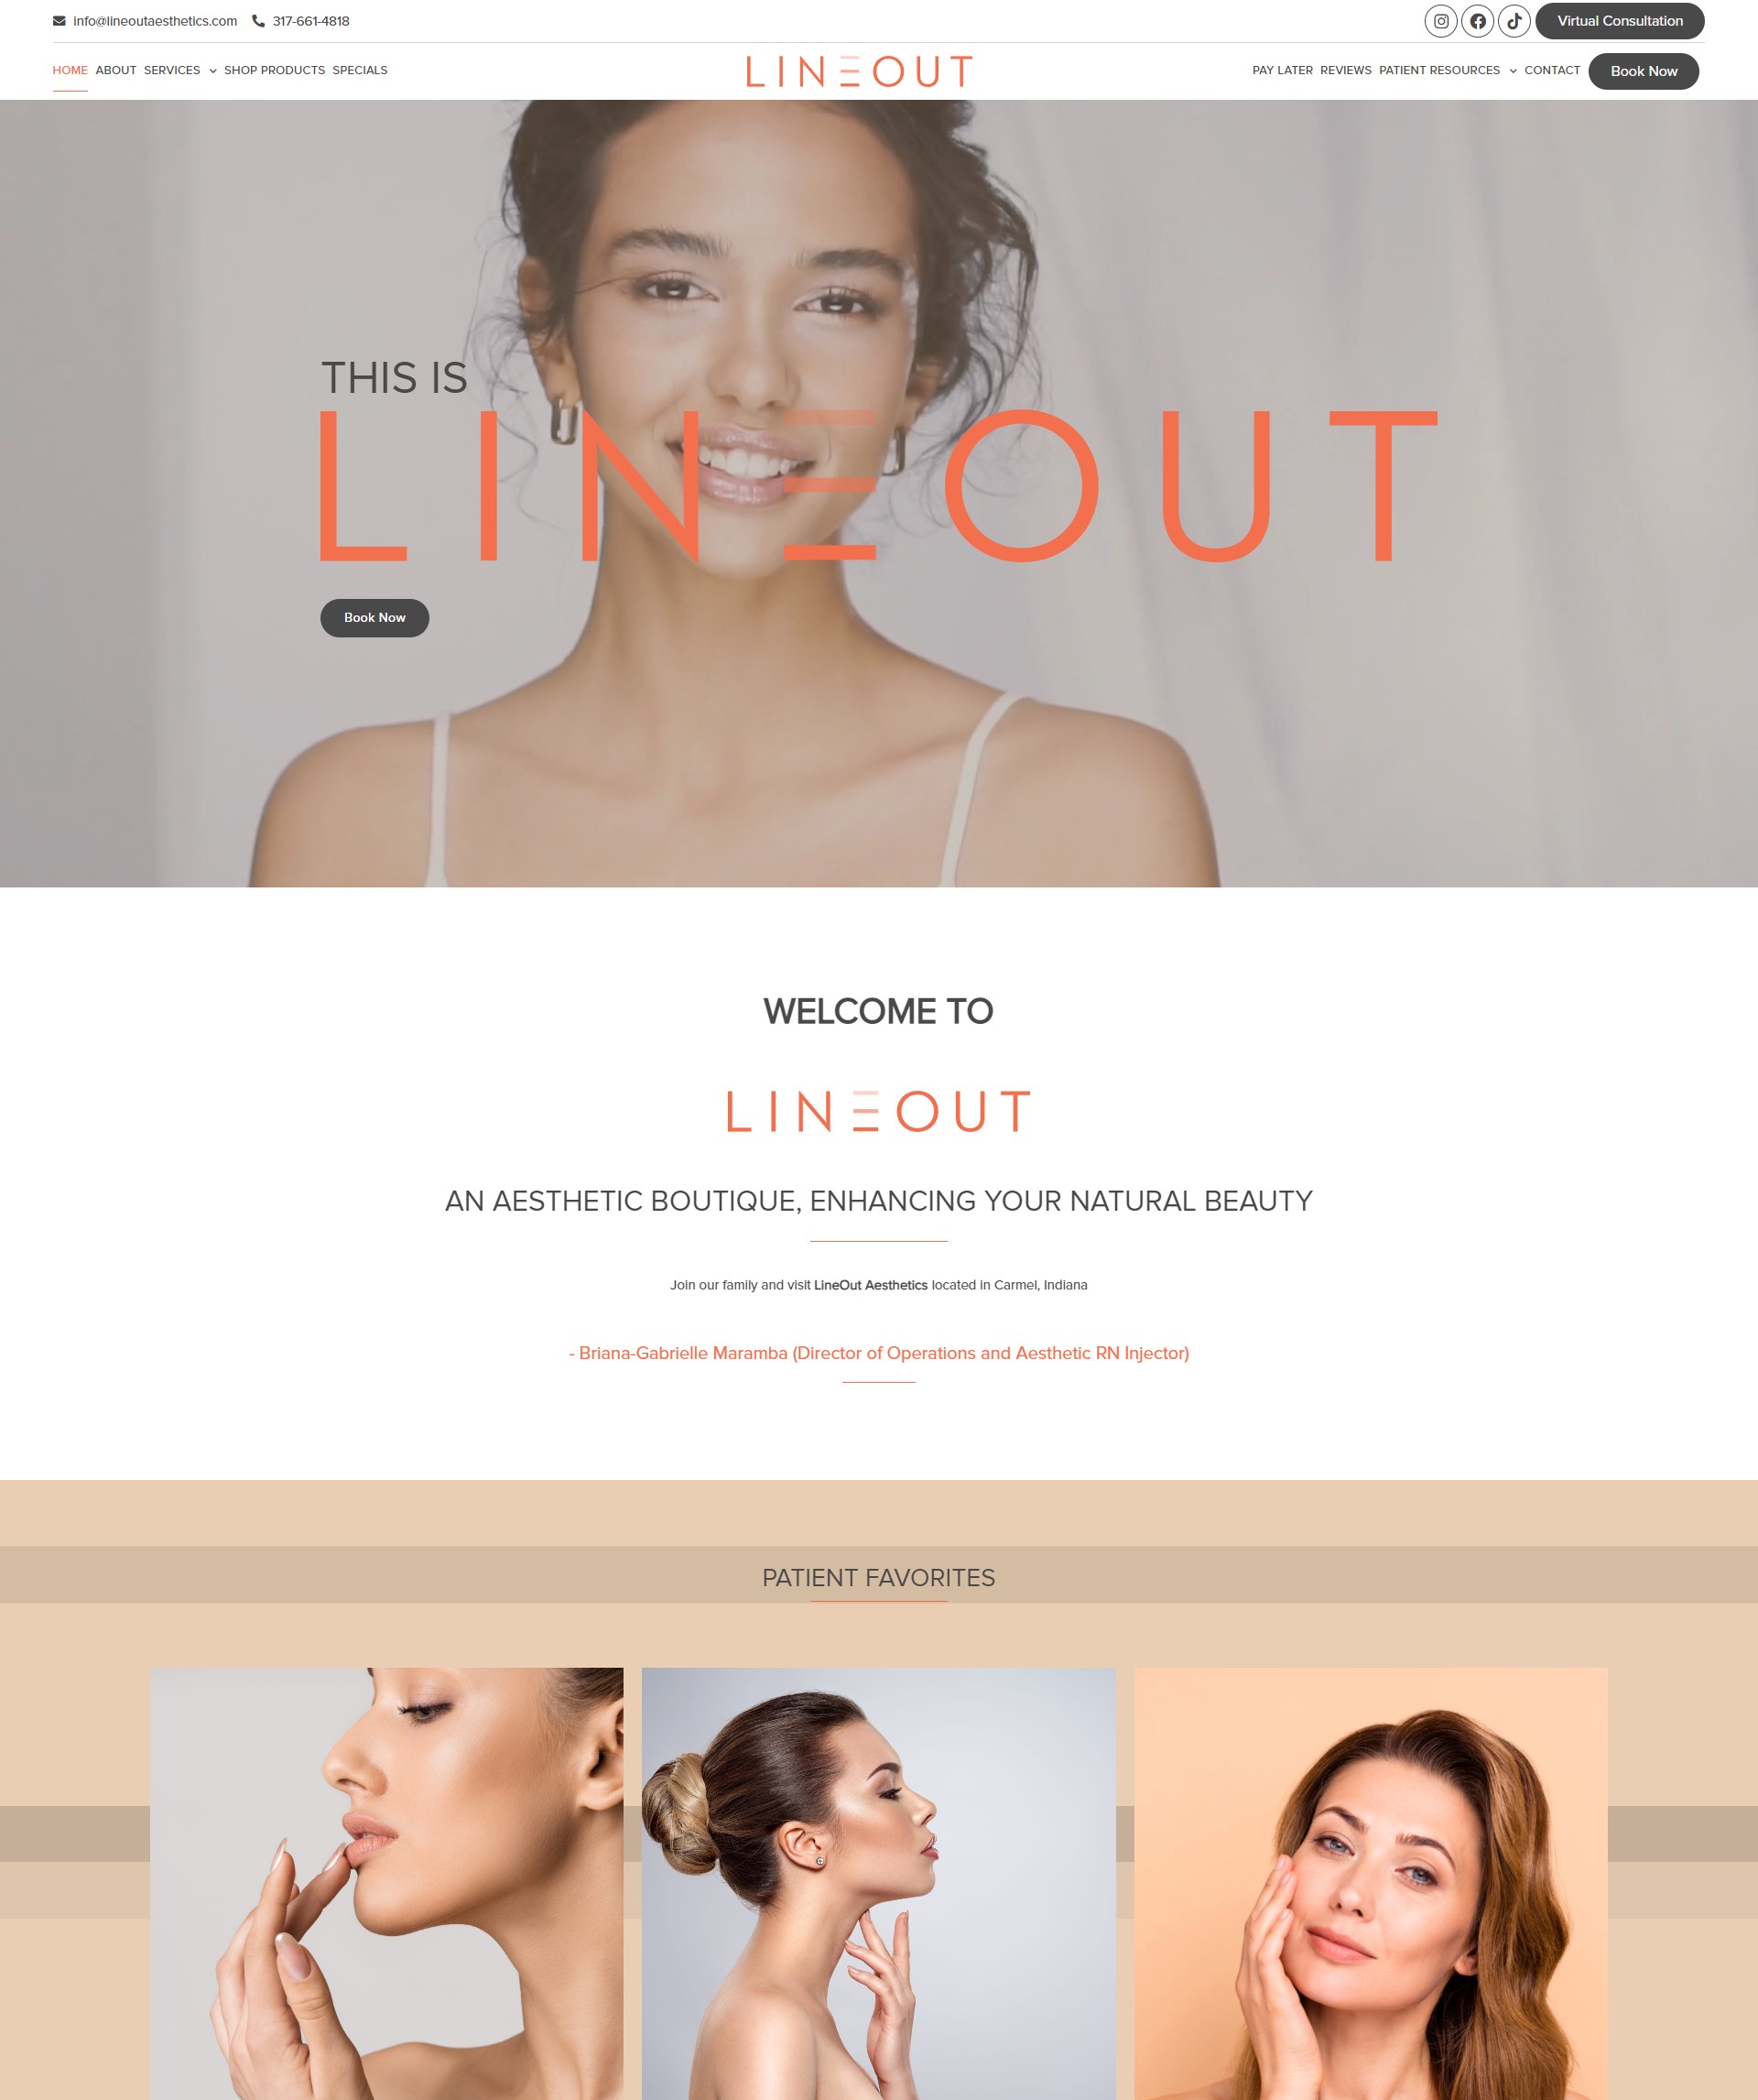 info@lineoutaesthetics.com 317-661-4818 Virtual Consultation
HOME ABOUT SERVICES SHOP PRODUCTS SPECIALS LINEOUT PAY LATER REVIEWS PATIENT RESOURCES CONTACT Book Now
THIS IS
LINEOUT
Book Now
WELCOME TO
LINEOUT
AN AESTHETIC BOUTIQUE, ENHANCING YOUR NATURAL BEAUTY
Join our family and visit LineOut Aesthetics located in Carmel, Indiana
- Briana-Gabrielle Maramba (Director of Operations and Aesthetic RN Injector)
PATIENT FAVORITES